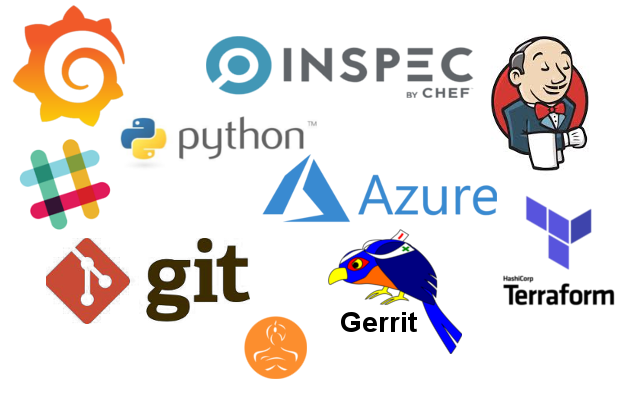 INSPEC
BY CHEF
python™
Azure
git
HashiCorp
Terraform
Gerrit